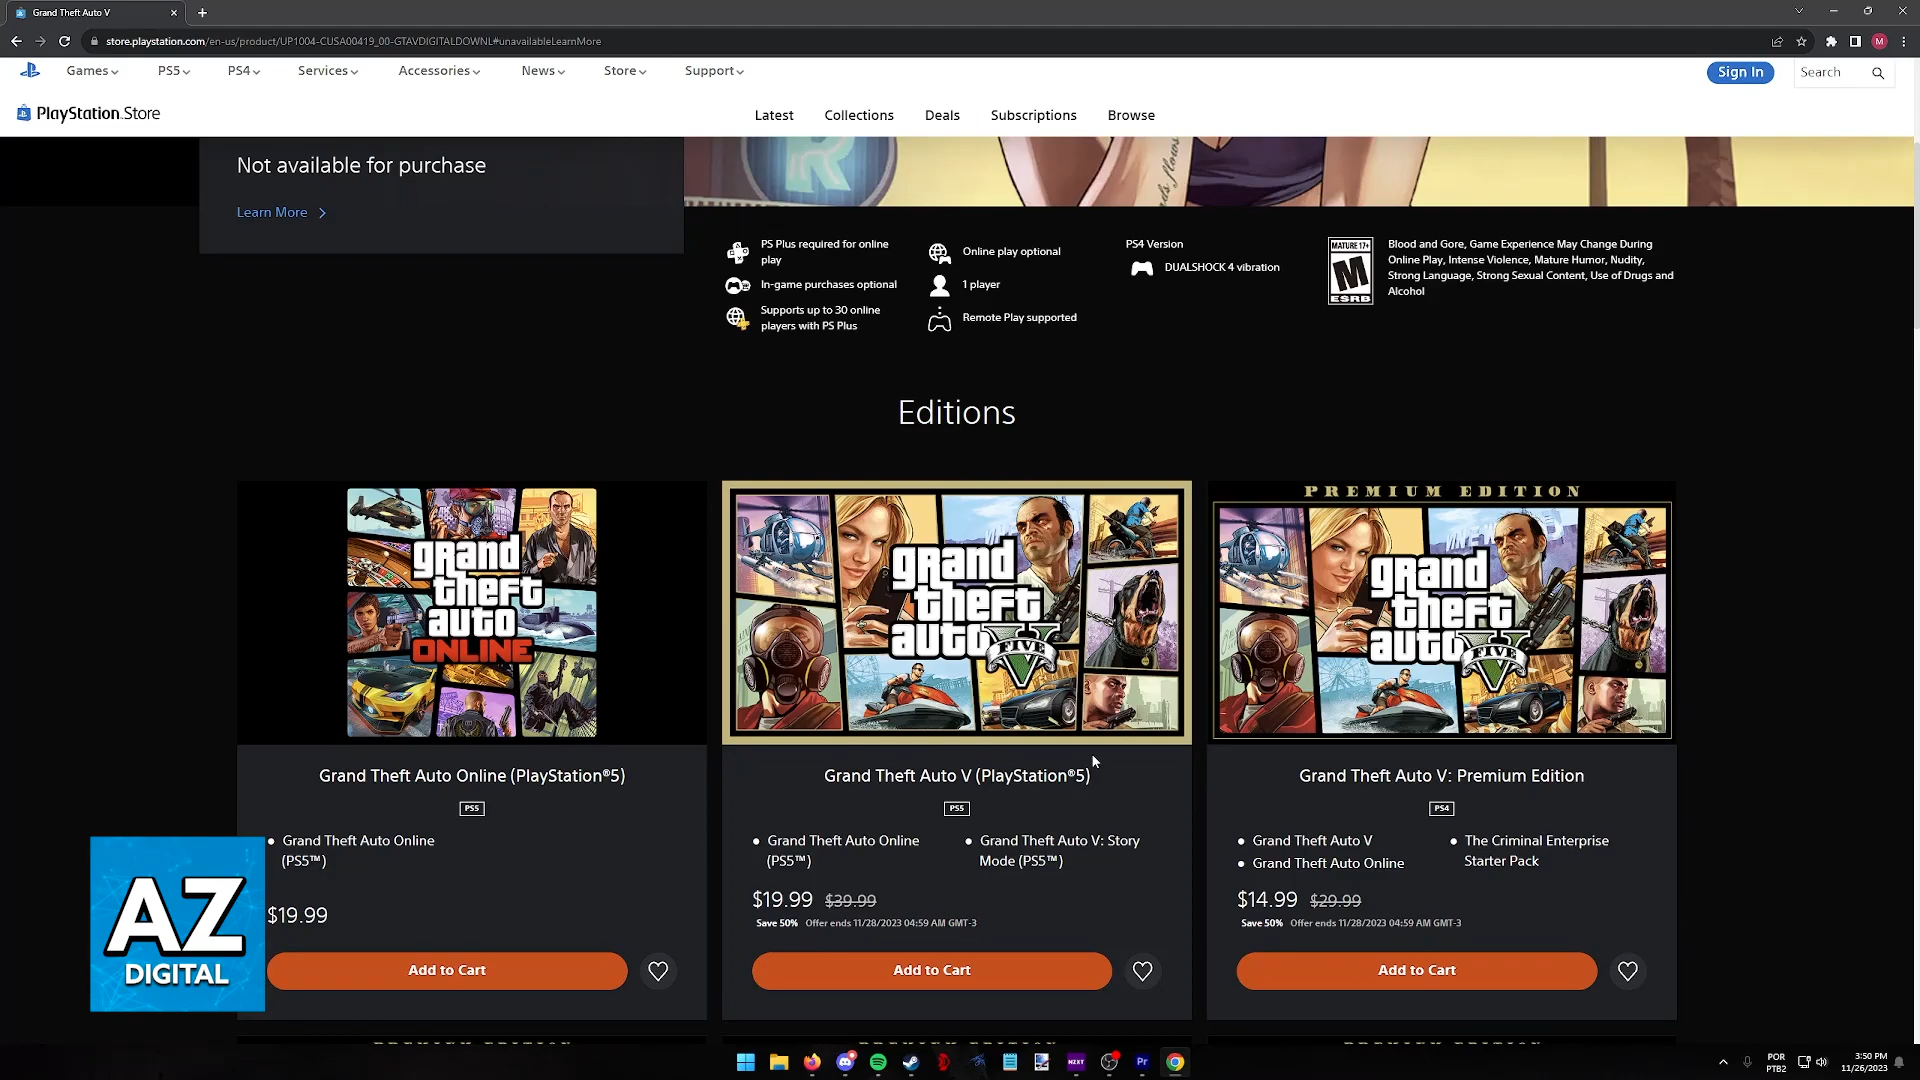 Grand Theft Auto V
store.playstation.com/en-us/product/UP1004-CUSA00419_00-GTAVDIGITALDOWNL#unavailableLearnMore
M
Games
PS5
PS4
Services
Accessories
News
Store
Support
Sign In
Search
PlayStation Store
Latest
Collections
Deals
Subscriptions
Browse
Not available for purchase
Learn More
R
PS Plus required for online
play
In-game purchases optional
Supports up to 30 online
players with PS Plus
Online play optional
1 player
Remote Play supported
PS4 Version
DUALSHOCK 4 vibration
MATURE 17+
M
ESRB
Blood and Gore, Game Experience May Change During
Online Play, Intense Violence, Mature Humor, Nudity,
Strong Language, Strong Sexual Content, Use of Drugs and
Alcohol
Editions
grand
theft
auto
ONLINE
Grand Theft Auto Online (PlayStation®5)
PS5
Grand Theft Auto Online
(PS5™)
$19.99
Add to Cart
grand
theft
auto
FIVE
Grand Theft Auto V (PlayStation®5)
PS5
Grand Theft Auto Online
(PS5™)
Grand Theft Auto V: Story
Mode (PS5™)
$19.99 $39.99
Save 50% Offer ends 11/28/2023 04:59 AM GMT-3
Add to Cart
PREMIUM EDITION
grand
theft
auto
FIVE
Grand Theft Auto V: Premium Edition
PS4
Grand Theft Auto V
Grand Theft Auto Online
The Criminal Enterprise
Starter Pack
$14.99 $29.99
Save 50% Offer ends 11/28/2023 04:59 AM GMT-3
Add to Cart
AZ
DIGITAL
PREMIUM EDITION
PREMIUM EDITION
PREMIUM EDITION
NZXT
Pr
POR
PTB2
3:50 PM
11/26/2023